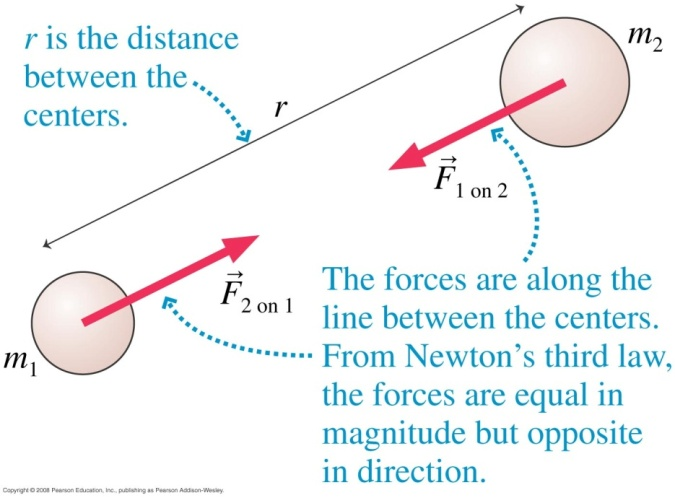 r is the distance
between the
centers.
r
m₂
F⃗₁ on 2
F⃗₂ on 1
m₁
The forces are along the
line between the centers.
From Newton's third law,
the forces are equal in
magnitude but opposite
in direction.
Copyright © 2008 Pearson Education, Inc., publishing as Pearson Addison-Wesley.